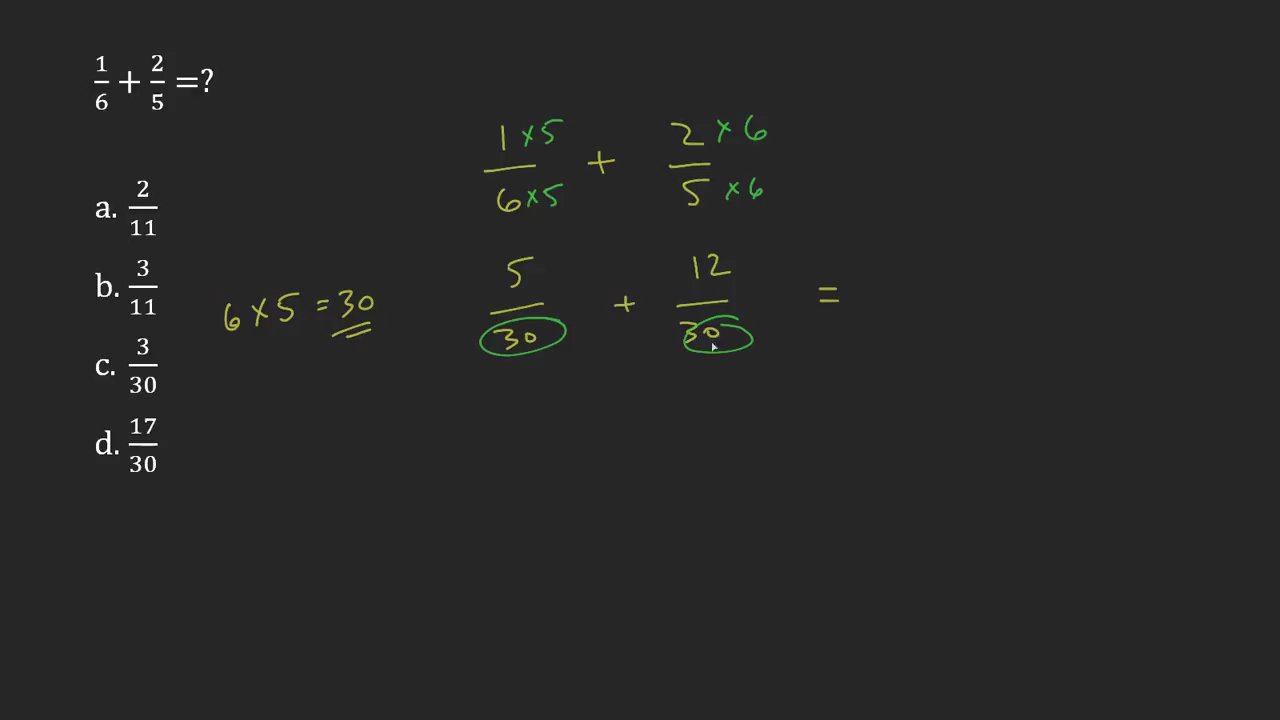 1/6 + 2/5 =?
1 ×5 / 6 ×5 + 2 ×6 / 5 ×6
a. 2/11
b. 3/11
6 × 5 = 30
5/30 + 12/30 =
c. 3/30
d. 17/30